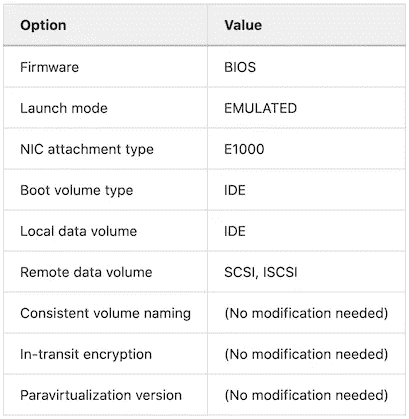 Option Value
Firmware BIOS
Launch mode EMULATED
NIC attachment type E1000
Boot volume type IDE
Local data volume IDE
Remote data volume SCSI, ISCSI
Consistent volume naming (No modification needed)
In-transit encryption (No modification needed)
Paravirtualization version (No modification needed)